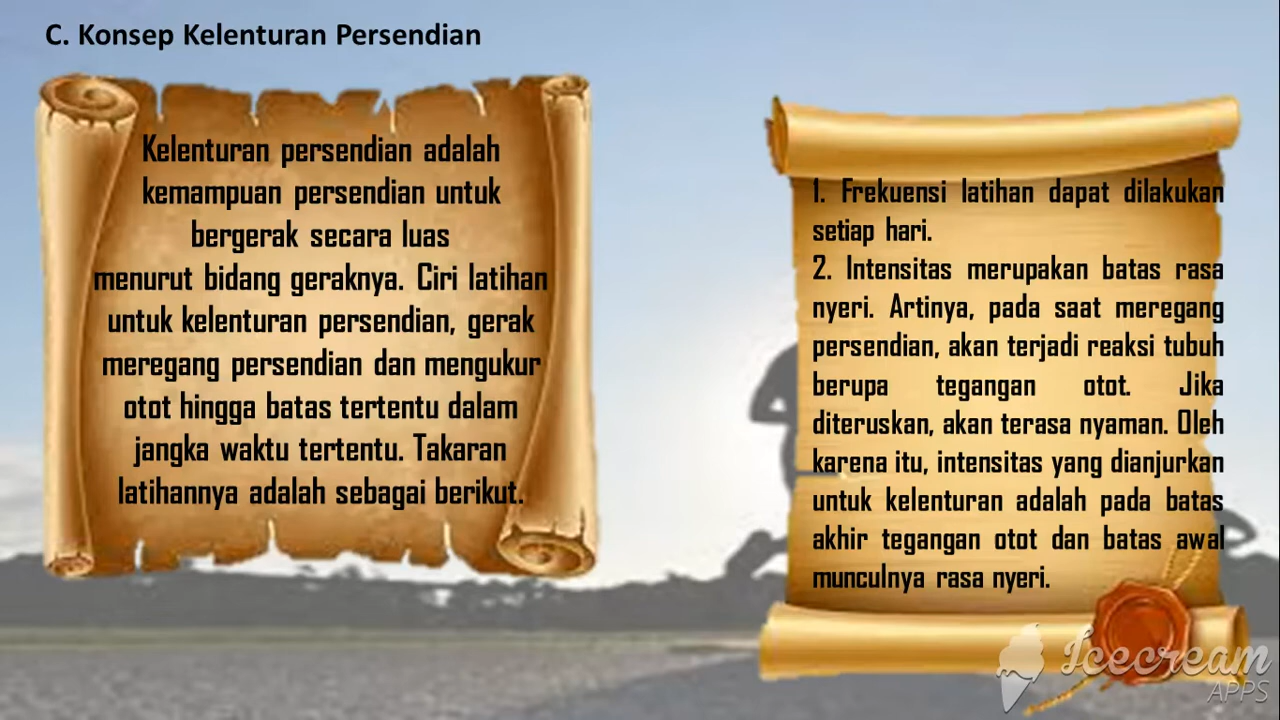 C. Konsep Kelenturan Persendian
Kelenturan persendian adalah
kemampuan persendian untuk
bergerak secara luas
menurut bidang geraknya. Ciri latihan
untuk kelenturan persendian, gerak
meregang persendian dan mengukur
otot hingga batas tertentu dalam
jangka waktu tertentu. Takaran
latihannya adalah sebagai berikut.
1. Frekuensi latihan dapat dilakukan
setiap hari.
2. Intensitas merupakan batas rasa
nyeri. Artinya, pada saat meregang
persendian, akan terjadi reaksi tubuh
berupa tegangan otot. Jika
diteruskan, akan terasa nyaman. Oleh
karena itu, intensitas yang dianjurkan
untuk kelenturan adalah pada batas
akhir tegangan otot dan batas awal
munculnya rasa nyeri.
Icecream
APPS